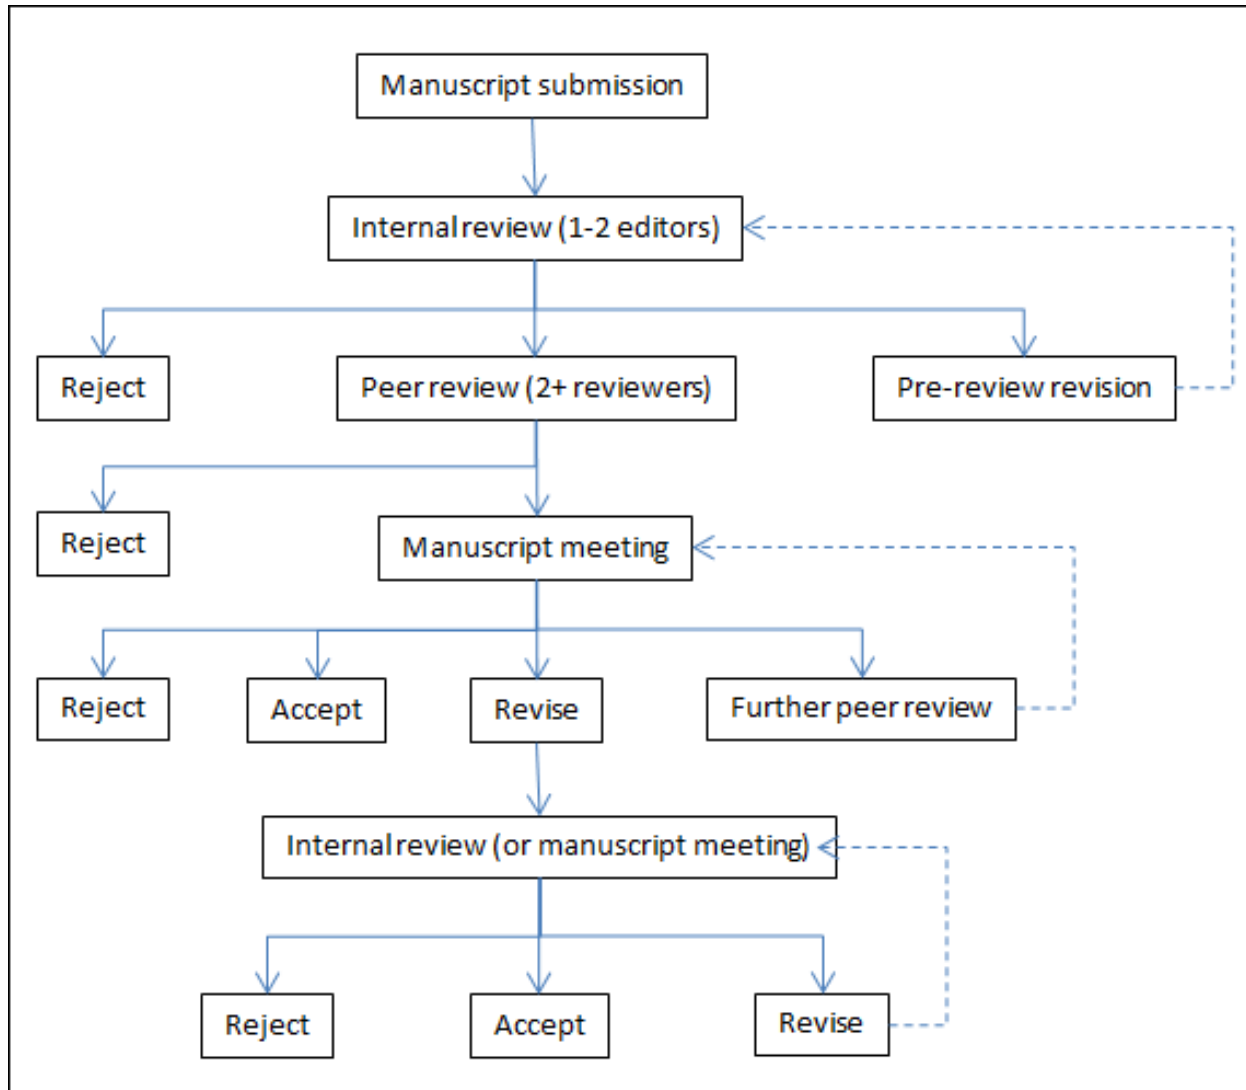 Manuscript submission
Internal review (1-2 editors)
Reject
Peer review (2+ reviewers)
Pre-review revision
Reject
Manuscript meeting
Reject
Accept
Revise
Further peer review
Internal review (or manuscript meeting)
Reject
Accept
Revise